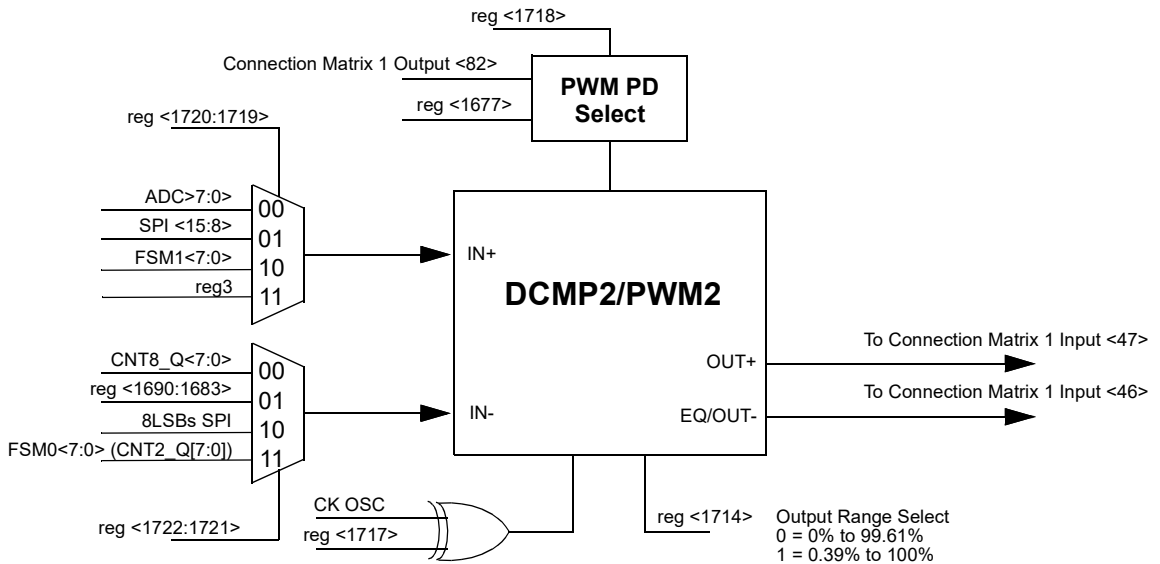 reg <1718>
Connection Matrix 1 Output <82>
PWM PD
Select
reg <1677>
reg <1720:1719>
ADC>7:0>
00
SPI <15:8>
01
FSM1<7:0>
10
reg3
11
IN+
DCMP2/PWM2
CNT8_Q<7:0>
00
reg <1690:1683>
01
8LSBs SPI
10
FSM0<7:0> (CNT2_Q[7:0])
11
IN-
OUT+
To Connection Matrix 1 Input <47>
EQ/OUT-
To Connection Matrix 1 Input <46>
reg <1722:1721>
CK OSC
reg <1717>
reg <1714>
Output Range Select
0 = 0% to 99.61%
1 = 0.39% to 100%